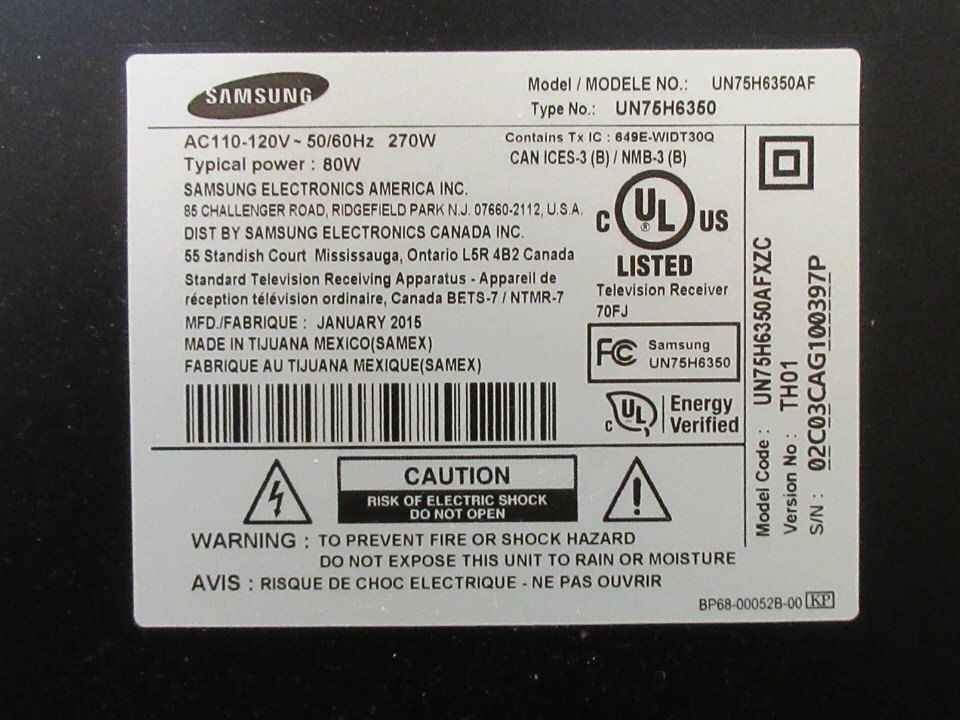 SAMSUNG
Model / MODELE NO.: UN75H6350AF
Type No.: UN75H6350
AC110-120V ~ 50/60Hz 270W
Typical power : 80W
Contains Tx IC : 649E-WIDT30Q
CAN ICES-3 (B) / NMB-3 (B)
SAMSUNG ELECTRONICS AMERICA INC.
85 CHALLENGER ROAD, RIDGEFIELD PARK N.J. 07660-2112, U.S.A.
DIST BY SAMSUNG ELECTRONICS CANADA INC.
55 Standish Court Mississauga, Ontario L5R 4B2 Canada
Standard Television Receiving Apparatus - Appareil de
réception télévision ordinaire, Canada BETS-7 / NTMR-7
MFD./FABRIQUE : JANUARY 2015
MADE IN TIJUANA MEXICO(SAMEX)
FABRIQUE AU TIJUANA MEXIQUE(SAMEX)
C UL ® US
LISTED
Television Receiver
70FJ
FC Samsung
UN75H6350
C UL Energy
Verified
Model Code : UN75H6350AFXZC
Version No : TH01
S/N : 02C03CAG100397P
CAUTION
RISK OF ELECTRIC SHOCK
DO NOT OPEN
WARNING : TO PREVENT FIRE OR SHOCK HAZARD
DO NOT EXPOSE THIS UNIT TO RAIN OR MOISTURE
AVIS : RISQUE DE CHOC ELECTRIQUE - NE PAS OUVRIR
BP68-00052B-00 KP